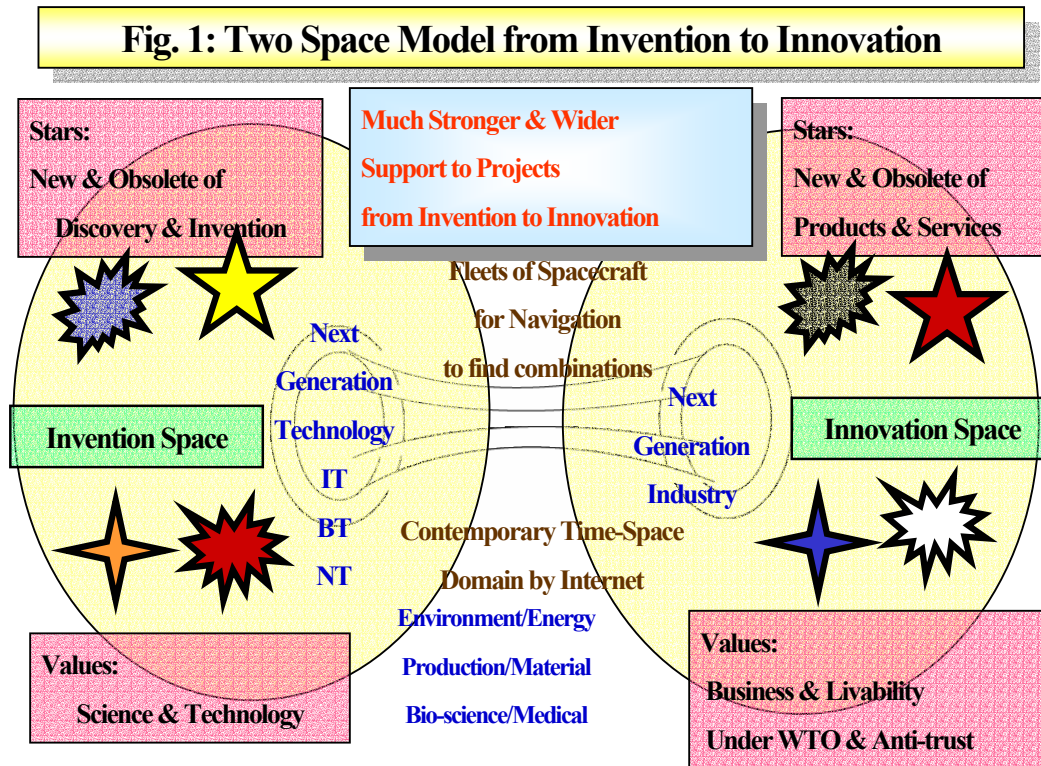 Fig. 1: Two Space Model from Invention to Innovation
Stars:
New & Obsolete of
Discovery & Invention
Much Stronger & Wider
Support to Projects
from Invention to Innovation
Stars:
New & Obsolete of
Products & Services
Fleets of Spacecraft
for Navigation
to find combinations
Next
Generation
Technology
IT
BT
NT
Next
Generation
Industry
Invention Space
Innovation Space
Contemporary Time-Space
Domain by Internet
Environment/Energy
Production/Material
Bio-science/Medical
Values:
Science & Technology
Values:
Business & Livability
Under WTO & Anti-trust